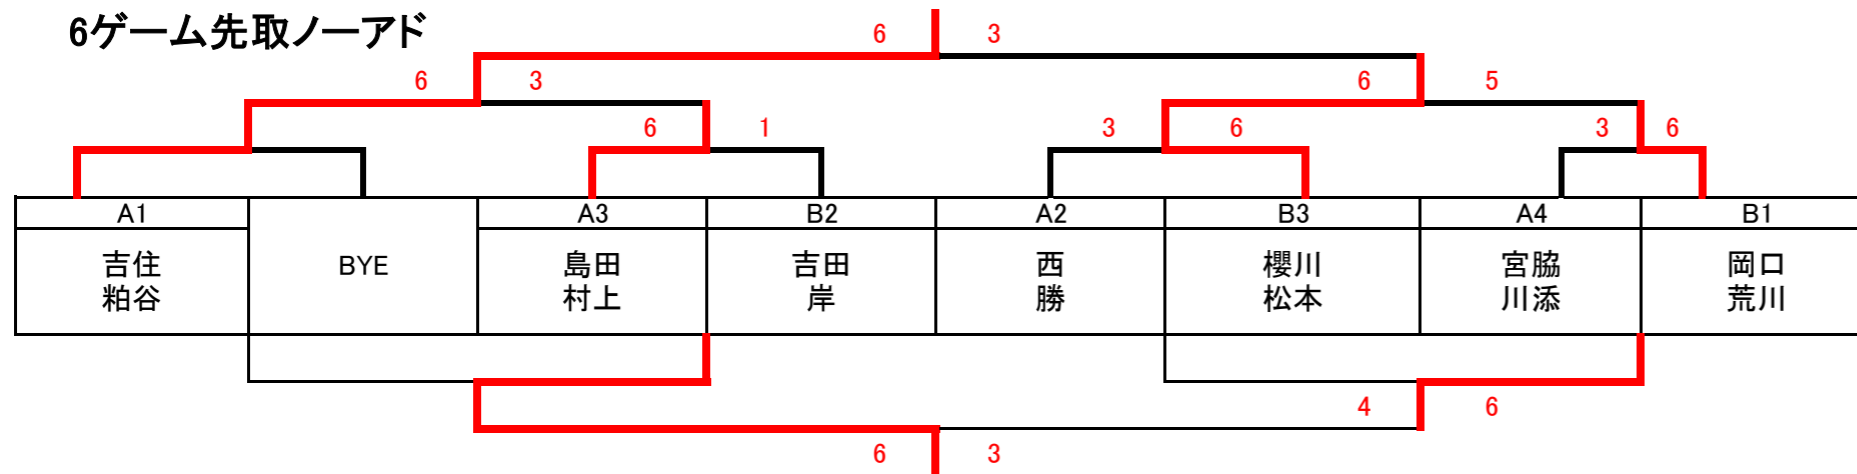 6ゲーム先取ノーアド
6 3
6 3 6 5
6 1 3 6 3 6
A1 A3 B2 A2 B3 A4 B1
吉住 BYE 島田 吉田 西 櫻川 宮脇 岡口
粕谷 村上 岸 勝 松本 川添 荒川
4 6
6 3